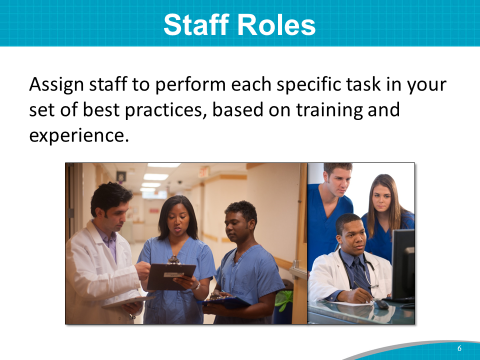 Staff Roles
Assign staff to perform each specific task in your
set of best practices, based on training and
experience.
6